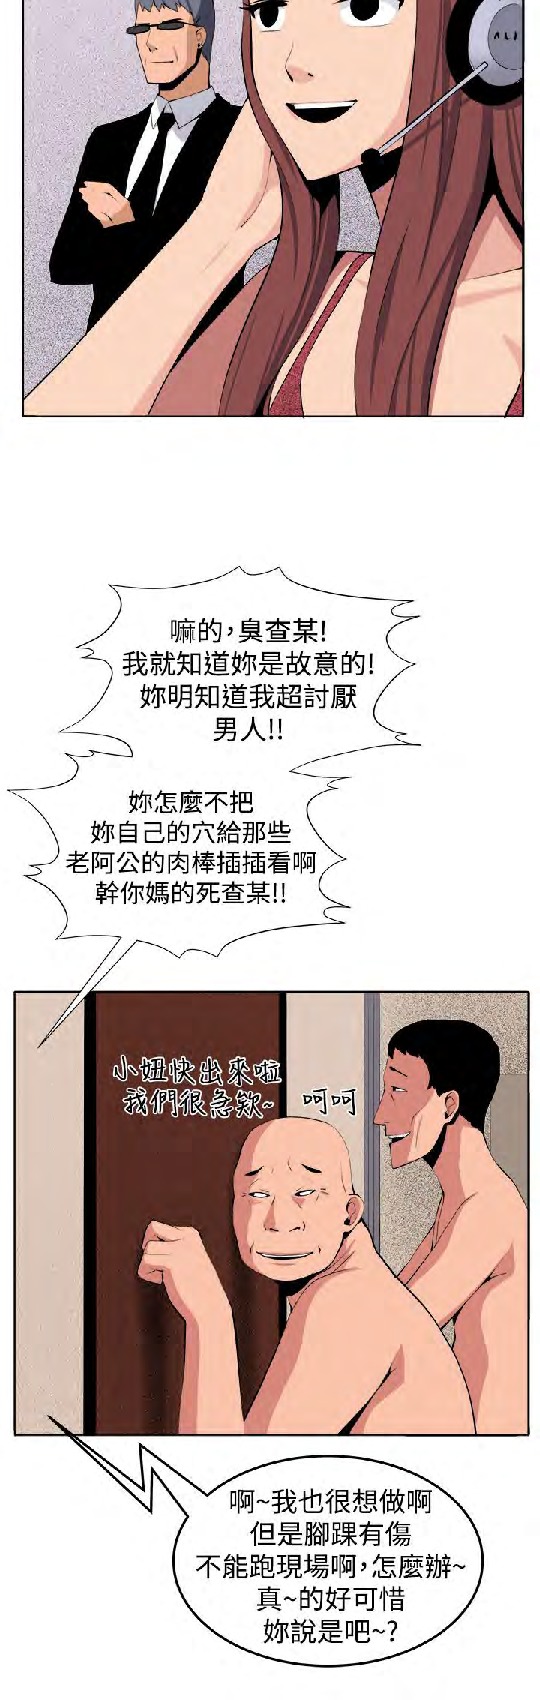 嘛的，臭查某！
我就知道妳是故意的！
妳明知道我超討厭
男人！！
妳怎麼不把
妳自己的穴給那些
老阿公的肉棒插插看啊
幹你媽的死查某！！
小妞快出來啦
我們很急欸~
呵呵
啊~我也很想做啊
但是腳踝有傷
不能跑現場啊，怎麼辦~
真~的好可惜
妳說是吧~？